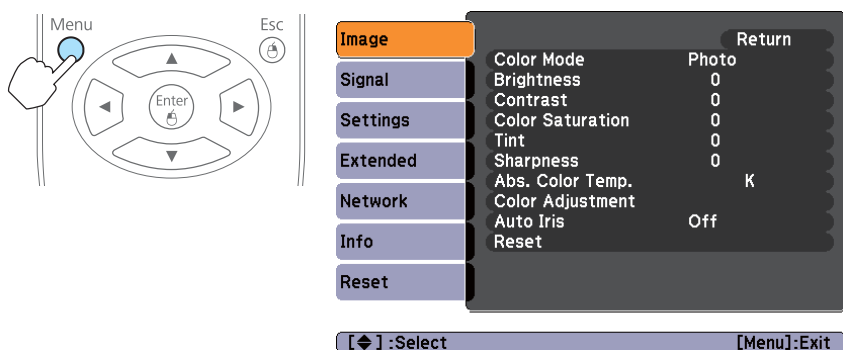 Menu
Esc
Enter
Image
Signal
Settings
Extended
Network
Info
Reset
Return
Color Mode Photo
Brightness 0
Contrast 0
Color Saturation 0
Tint 0
Sharpness 0
Abs. Color Temp. K
Color Adjustment
Auto Iris Off
Reset
[◆] :Select [Menu]:Exit